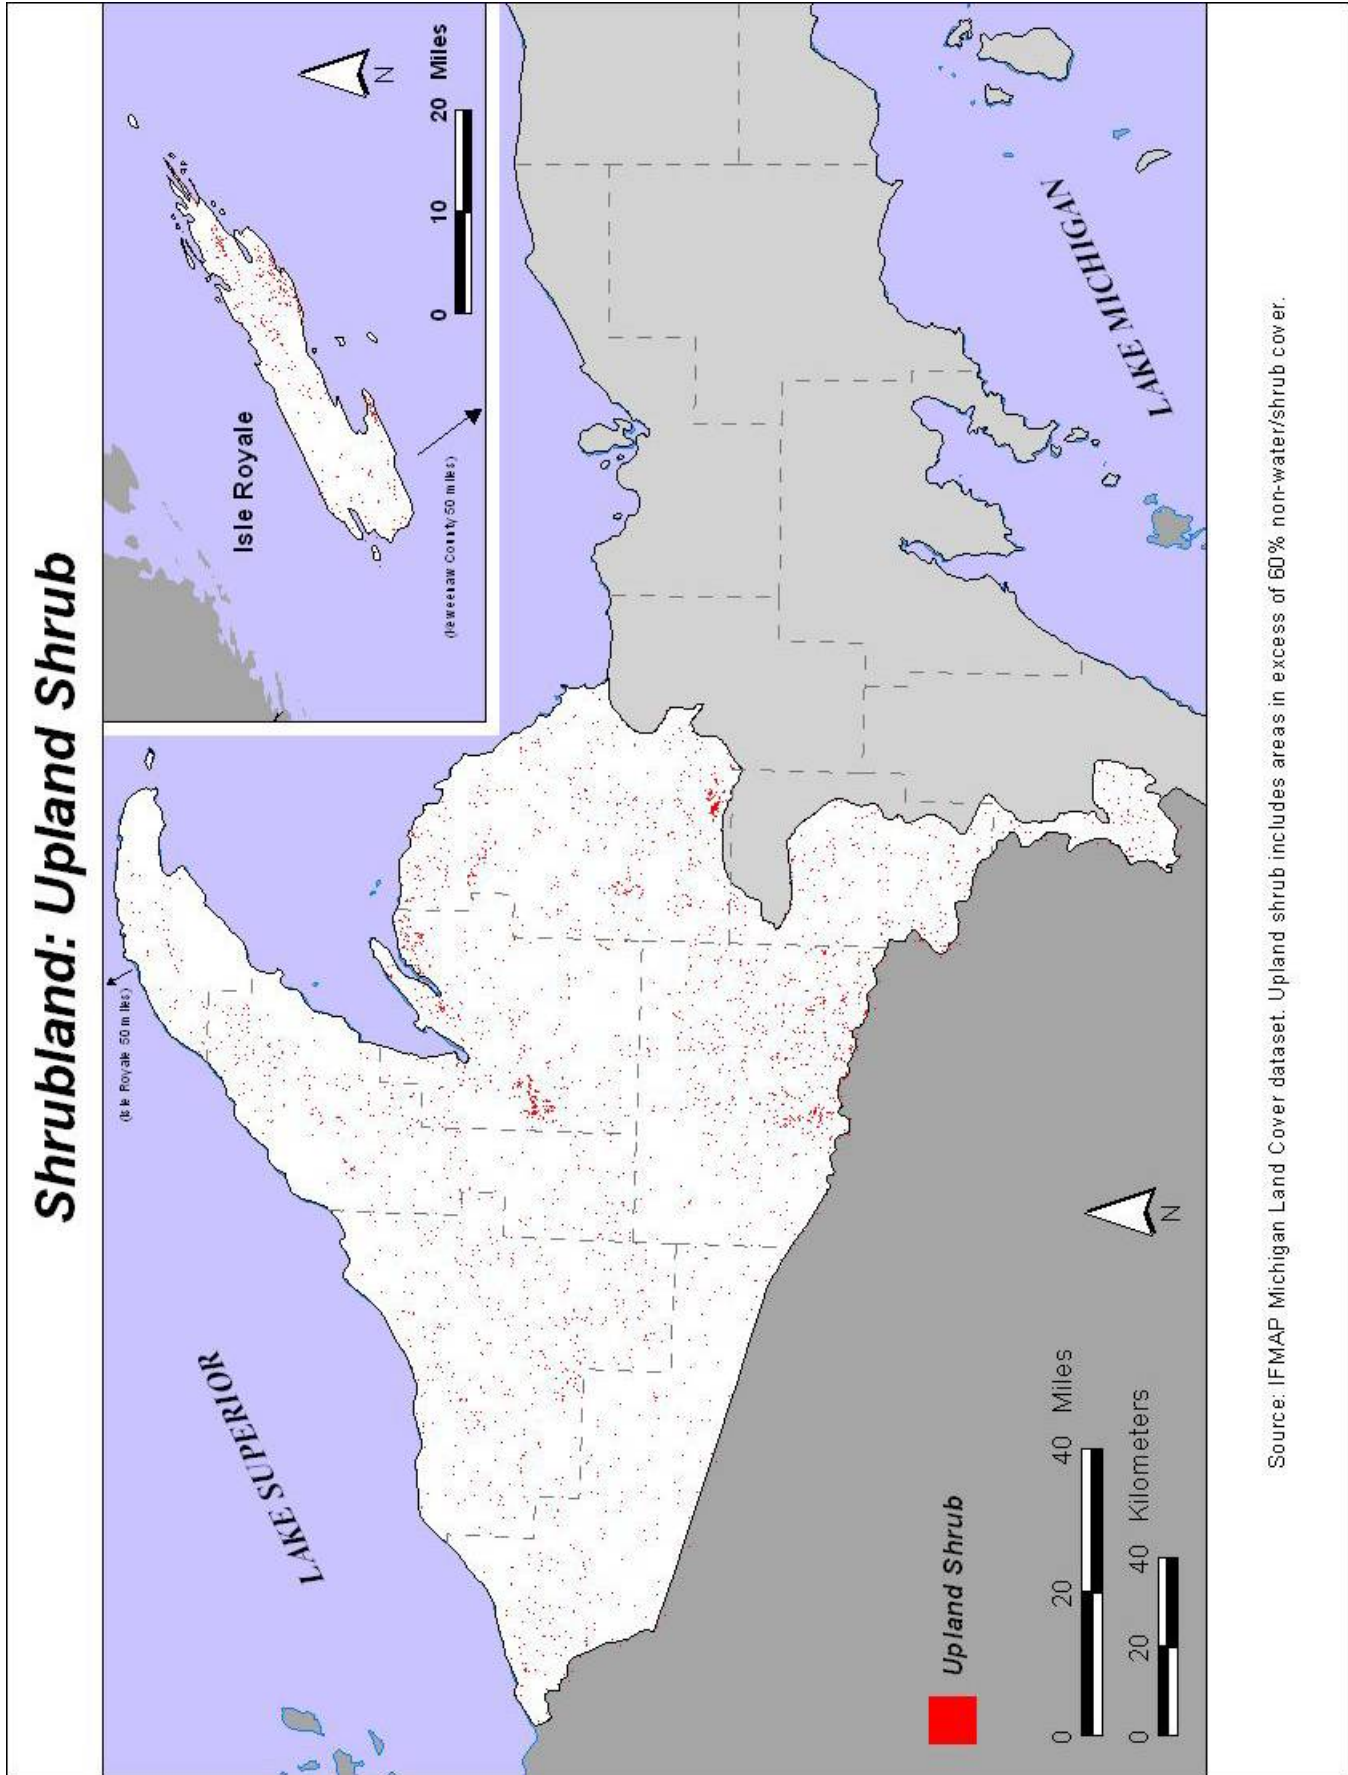 Shrubland: Upland Shrub
Isle Royale
(Keweenaw County 50 miles)
N
0 10 20 Miles
(Isle Royale 50 miles)
LAKE SUPERIOR
LAKE MICHIGAN
Upland Shrub
N
0 20 40 Miles
0 20 40 Kilometers
Source: IFMAP Michigan Land Cover dataset. Upland shrub includes areas in excess of 60% non-water/shrub cover.